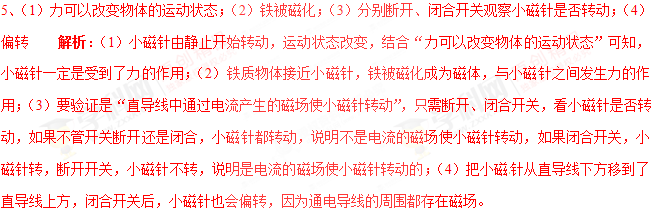 5、（1）力可以改变物体的运动状态；（2）铁被磁化；（3）分别断开、闭合开关观察小磁针是否转动；（4）
偏转　　解析：（1）小磁针由静止开始转动，运动状态改变，结合“力可以改变物体的运动状态”可知，
小磁针一定是受到了力的作用；（2）铁质物体接近小磁针，铁被磁化成为磁体，与小磁针之间发生力的作
用；（3）要验证是“直导线中通过电流产生的磁场使小磁针转动”，只需断开、闭合开关，看小磁针是否转
动，如果不管开关断开还是闭合，小磁针都转动，说明不是电流的磁场使小磁针转动，如果闭合开关，小
磁针转，断开开关，小磁针不转，说明是电流的磁场使小磁针转动的；（4）把小磁针从直导线下方移到了
直导线上方，闭合开关后，小磁针也会偏转，因为通电导线的周围都存在磁场。